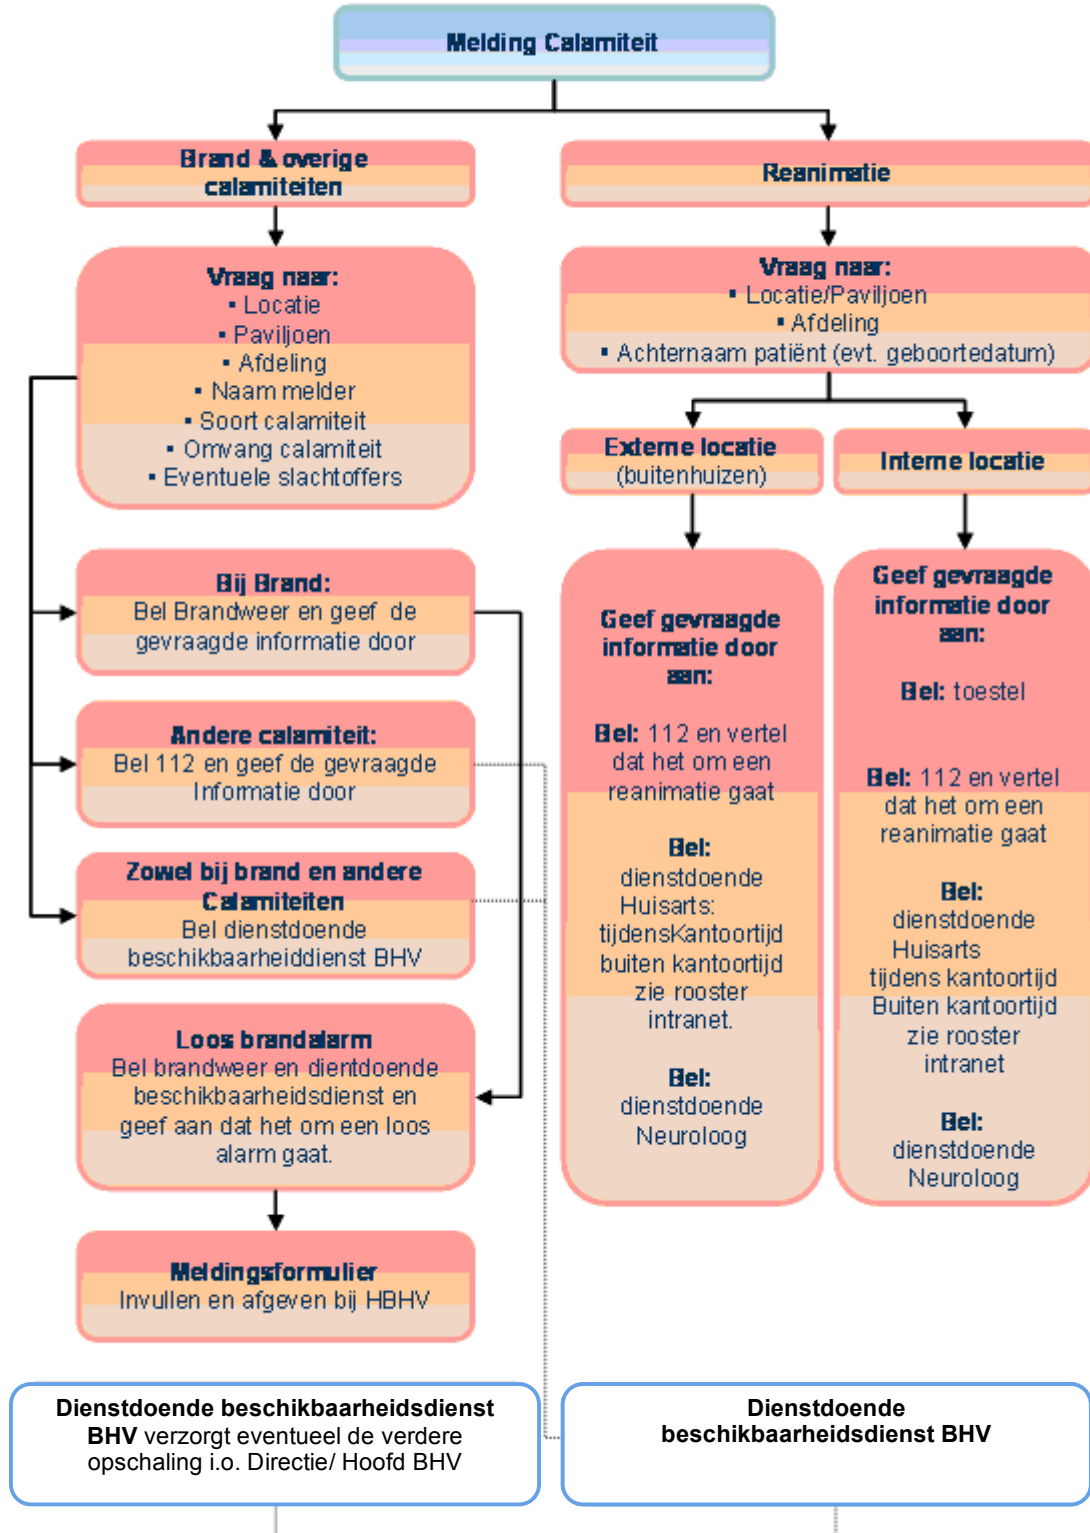 Melding Calamiteit
Brand & overige
calamiteiten
Vraag naar:
▪ Locatie
▪ Paviljoen
▪ Afdeling
▪ Naam melder
▪ Soort calamiteit
▪ Omvang calamiteit
▪ Eventuele slachtoffers
Bij Brand:
Bel Brandweer en geef de
gevraagde informatie door
Andere calamiteit:
Bel 112 en geef de gevraagde
Informatie door
Zowel bij brand en andere
Calamiteiten
Bel dienstdoende
beschikbaarheiddienst BHV
Loos brandalarm
Bel brandweer en dientdoende
beschikbaarheidsdienst en
geef aan dat het om een loos
alarm gaat.
Meldingsformulier
Invullen en afgeven bij HBHV
Reanimatie
Vraag naar:
▪ Locatie/Paviljoen
▪ Afdeling
▪ Achternaam patiënt (evt. geboortedatum)
Externe locatie
(buitenhuizen)
Geef gevraagde
informatie door
aan:
Bel: 112 en vertel
dat het om een
reanimatie gaat
Bel:
dienstdoende
Huisarts:
tijdensKantoortijd
buiten kantoortijd
zie rooster
intranet.
Bel:
dienstdoende
Neuroloog
Interne locatie
Geef gevraagde
informatie door
aan:
Bel: toestel
Bel: 112 en vertel
dat het om een
reanimatie gaat
Bel:
dienstdoende
Huisarts
tijdens kantoortijd
Buiten kantoortijd
zie rooster
intranet
Bel:
dienstdoende
Neuroloog
Dienstdoende beschikbaarheidsdienst
BHV verzorgt eventueel de verdere
opschaling i.o. Directie/ Hoofd BHV
Dienstdoende
beschikbaarheidsdienst BHV